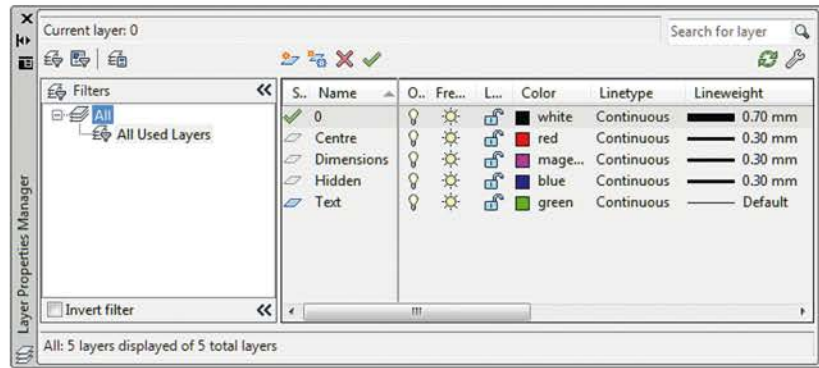 Current layer: 0
Search for layer
Filters
All
All Used Layers
Invert filter
S.. Name O.. Fre... L... Color Linetype Lineweight
0 white Continuous 0.70 mm
Centre red Continuous 0.30 mm
Dimensions mage... Continuous 0.30 mm
Hidden blue Continuous 0.30 mm
Text green Continuous Default
All: 5 layers displayed of 5 total layers
Layer Properties Manager